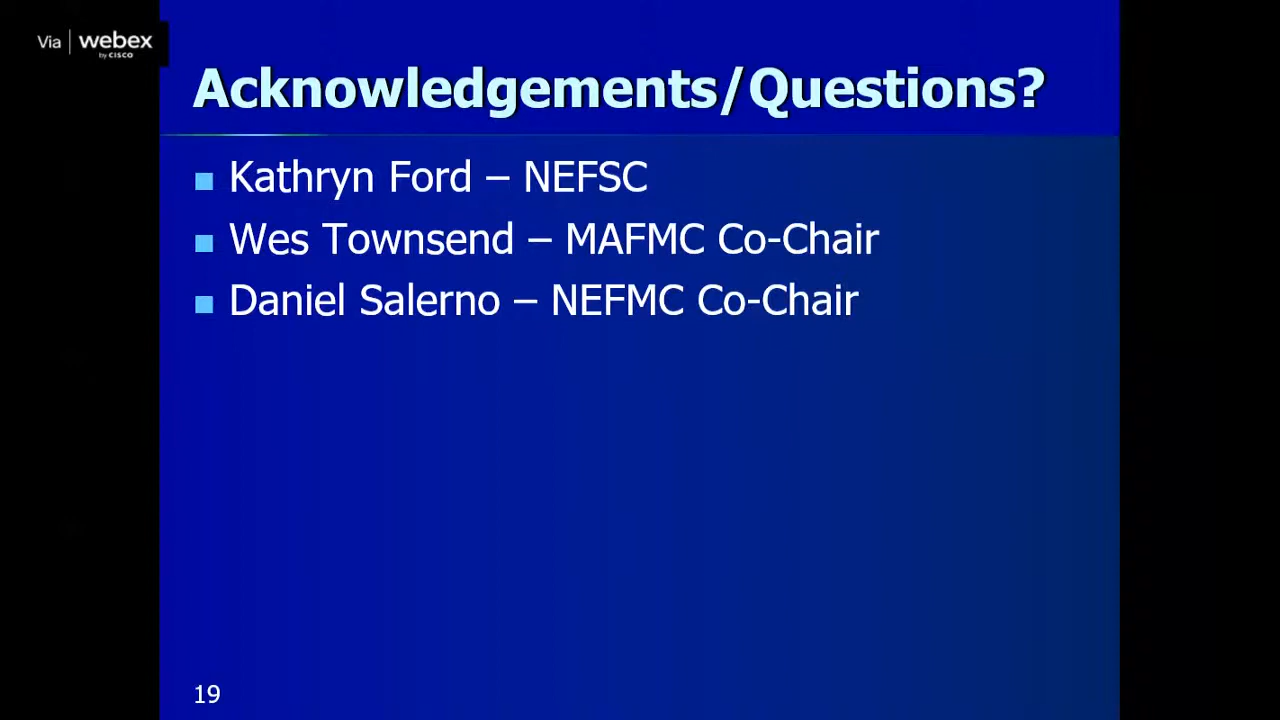 Via webex
by CISCO
Acknowledgements/Questions?
Kathryn Ford – NEFSC
Wes Townsend – MAFMC Co-Chair
Daniel Salerno – NEFMC Co-Chair
19